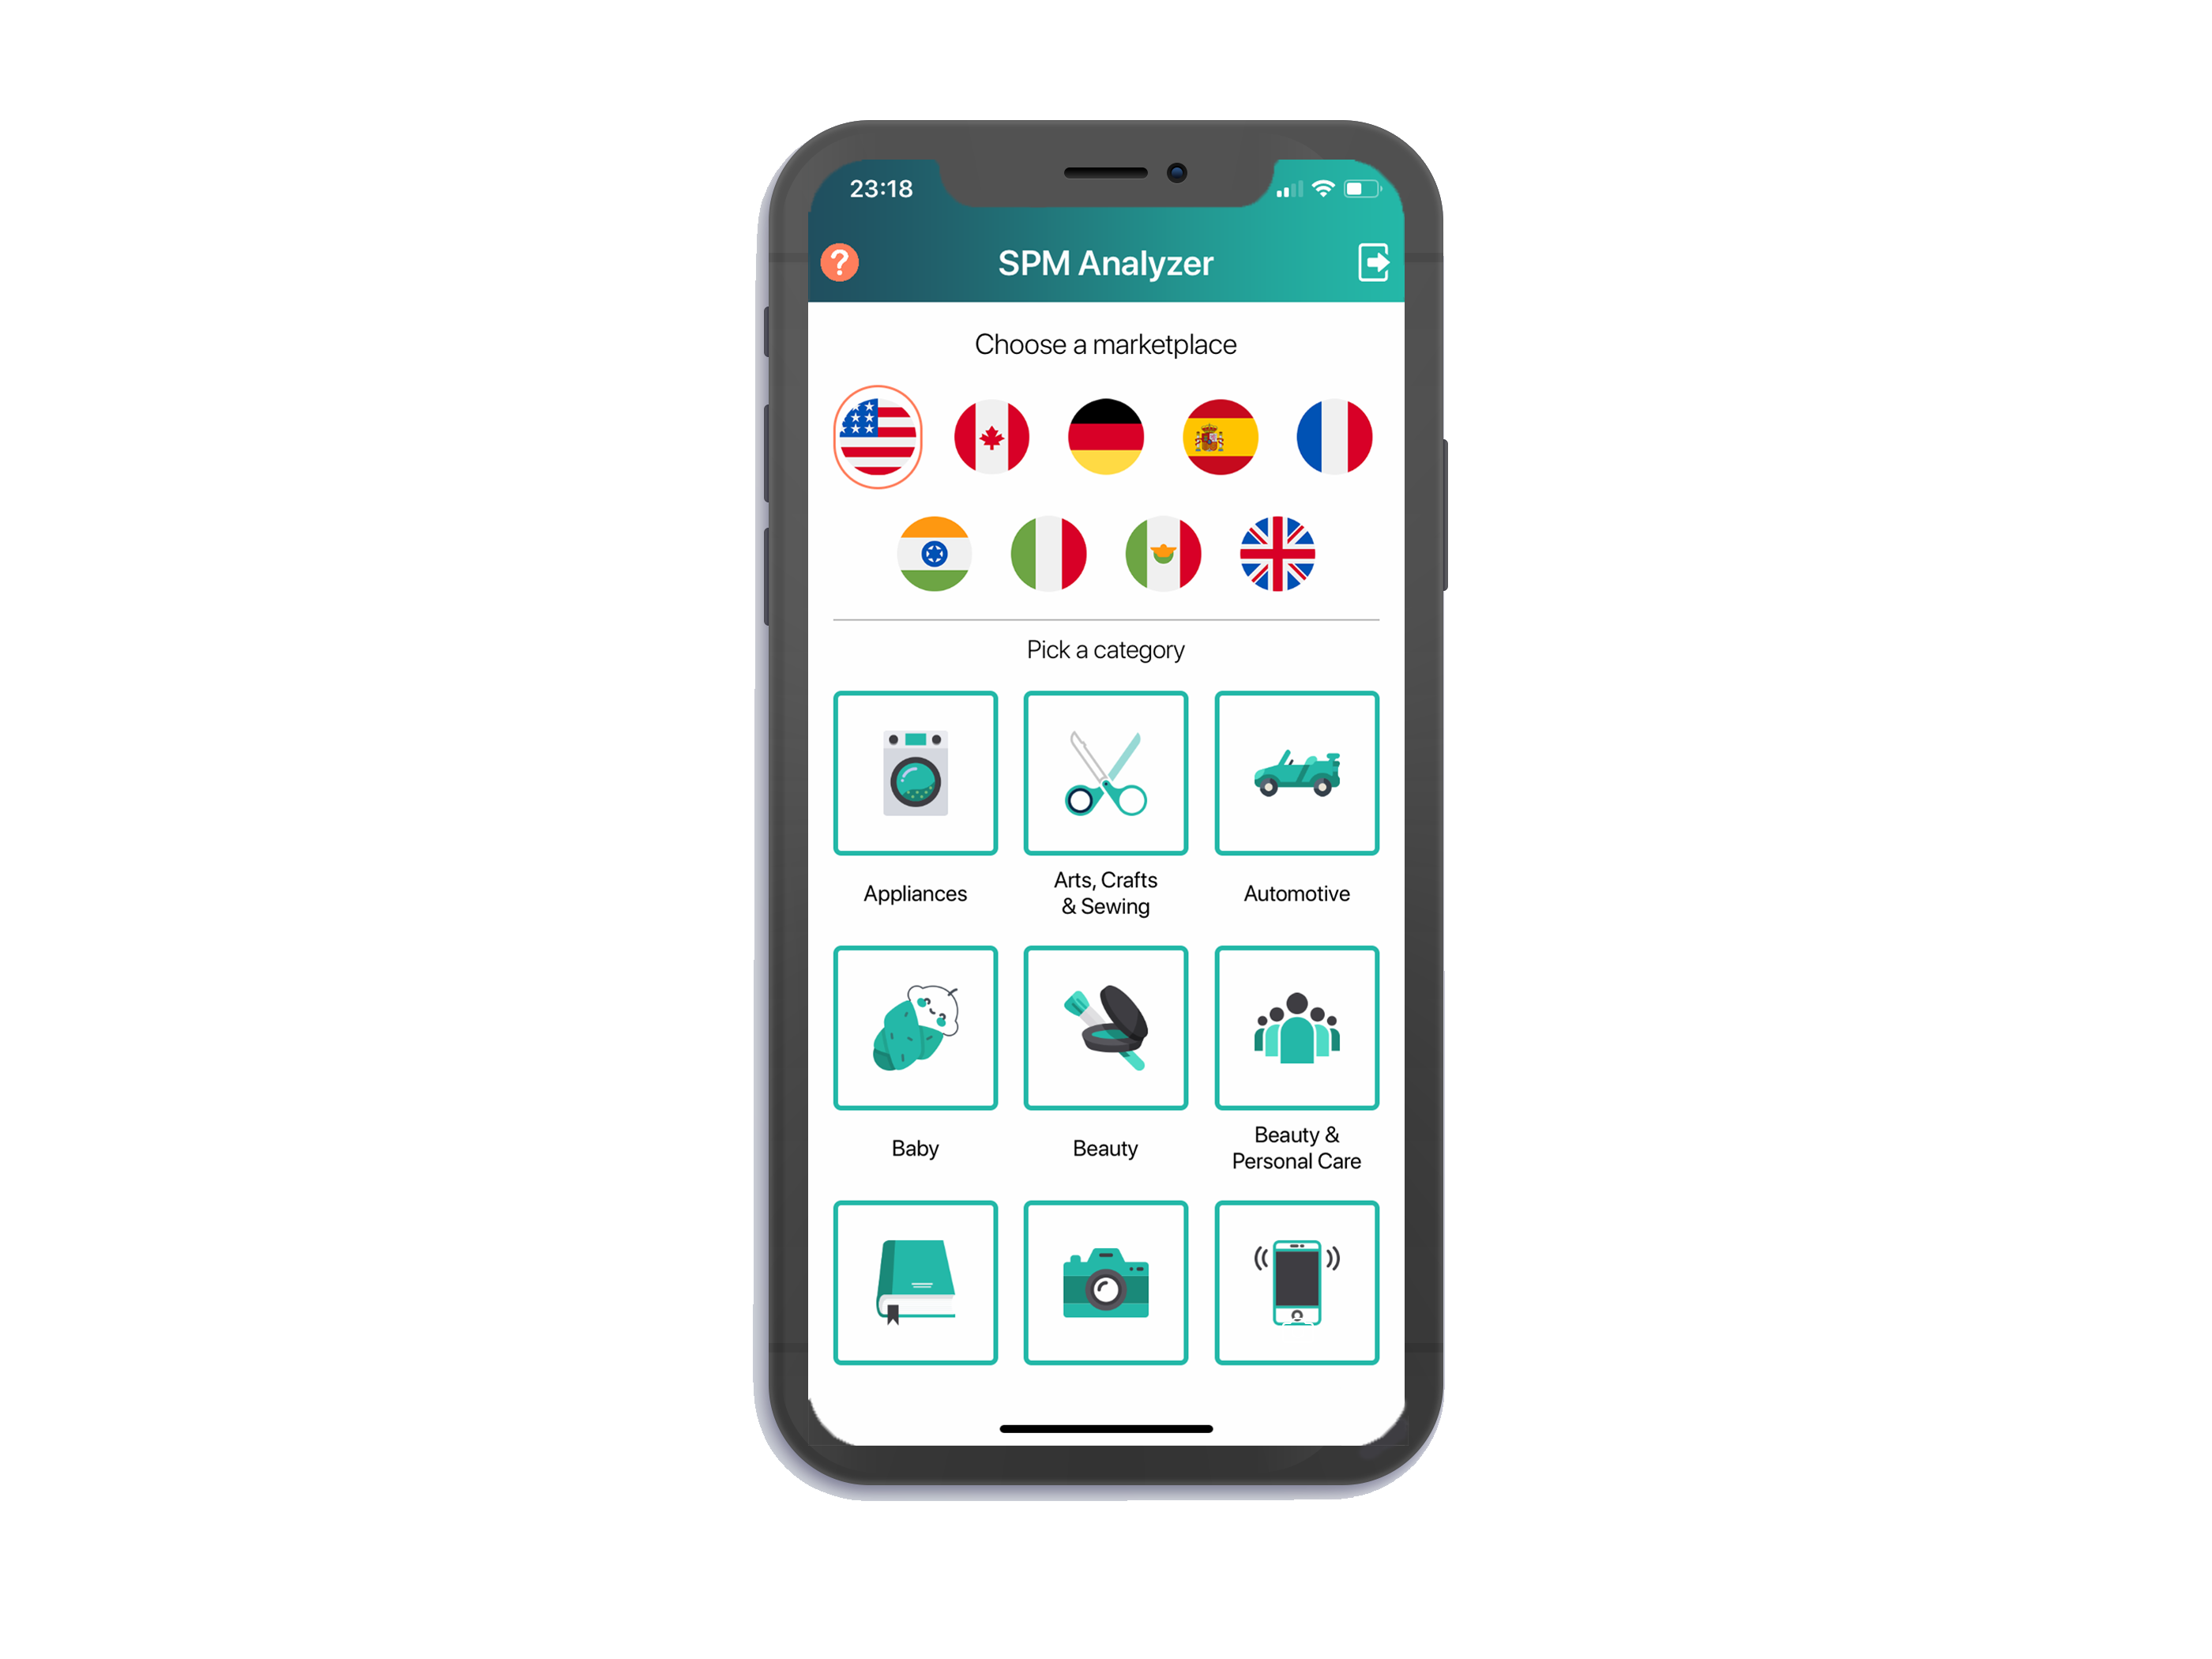 23:18
?
SPM Analyzer
Choose a marketplace
Pick a category
Appliances
Arts, Crafts
& Sewing
Automotive
Baby
Beauty
Beauty &
Personal Care